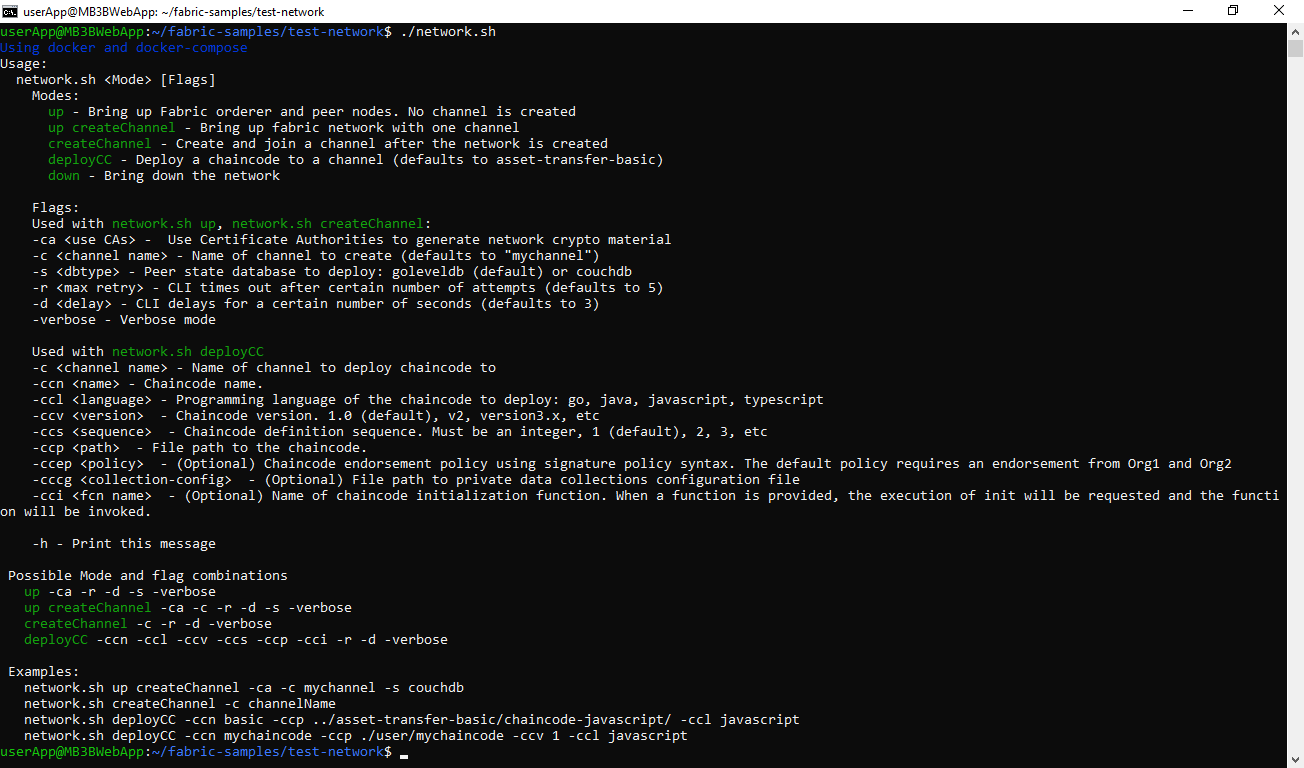 userApp@MB3BWebApp: ~/fabric-samples/test-network
userApp@MB3BWebApp:~/fabric-samples/test-network$ ./network.sh
Using docker and docker-compose
Usage:
  network.sh <Mode> [Flags]
    Modes:
      up - Bring up Fabric orderer and peer nodes. No channel is created
      up createChannel - Bring up fabric network with one channel
      createChannel - Create and join a channel after the network is created
      deployCC - Deploy a chaincode to a channel (defaults to asset-transfer-basic)
      down - Bring down the network

    Flags:
    Used with network.sh up, network.sh createChannel:
    -ca <use CAs> -  Use Certificate Authorities to generate network crypto material
    -c <channel name> - Name of channel to create (defaults to "mychannel")
    -s <dbtype> - Peer state database to deploy: goleveldb (default) or couchdb
    -r <max retry> - CLI times out after certain number of attempts (defaults to 5)
    -d <delay> - CLI delays for a certain number of seconds (defaults to 3)
    -verbose - Verbose mode

    Used with network.sh deployCC
    -c <channel name> - Name of channel to deploy chaincode to
    -ccn <name> - Chaincode name.
    -ccl <language> - Programming language of the chaincode to deploy: go, java, javascript, typescript
    -ccv <version>  - Chaincode version. 1.0 (default), v2, version3.x, etc
    -ccs <sequence>  - Chaincode definition sequence. Must be an integer, 1 (default), 2, 3, etc
    -ccp <path>  - File path to the chaincode.
    -ccep <policy>  - (Optional) Chaincode endorsement policy using signature policy syntax. The default policy requires an endorsement from Org1 and Org2
    -cccg <collection-config>  - (Optional) File path to private data collections configuration file
    -cci <fcn name>  - (Optional) Name of chaincode initialization function. When a function is provided, the execution of init will be requested and the functi
on will be invoked.

    -h - Print this message

 Possible Mode and flag combinations
   up -ca -r -d -s -verbose
   up createChannel -ca -c -r -d -s -verbose
   createChannel -c -r -d -verbose
   deployCC -ccn -ccl -ccv -ccs -ccp -cci -r -d -verbose

 Examples:
   network.sh up createChannel -ca -c mychannel -s couchdb
   network.sh createChannel -c channelName
   network.sh deployCC -ccn basic -ccp ../asset-transfer-basic/chaincode-javascript/ -ccl javascript
   network.sh deployCC -ccn mychaincode -ccp ./user/mychaincode -ccv 1 -ccl javascript
userApp@MB3BWebApp:~/fabric-samples/test-network$